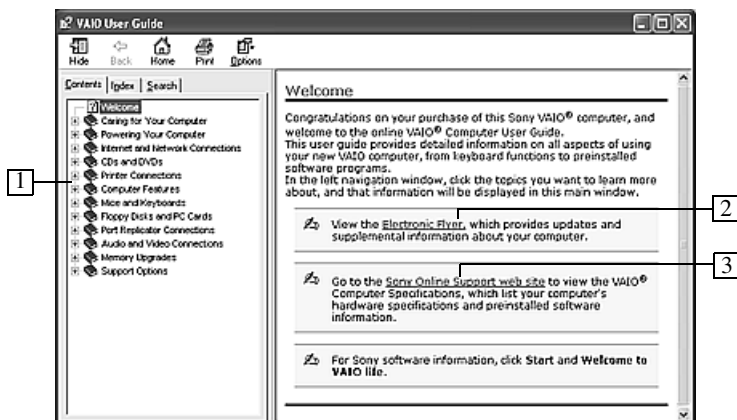 VAIO User Guide
Hide Back Home Print Options
Contents Index Search
Welcome
Caring for Your Computer
Powering Your Computer
Internet and Network Connections
CDs and DVDs
Printer Connections
Computer Features
Mice and Keyboards
Floppy Disks and PC Cards
Port Replicator Connections
Audio and Video Connections
Memory Upgrades
Support Options
1
Welcome
Congratulations on your purchase of this Sony VAIO® computer, and
welcome to the online VAIO® Computer User Guide.
This user guide provides detailed information on all aspects of using
your new VAIO computer, from keyboard functions to preinstalled
software programs.
In the left navigation window, click the topics you want to learn more
about, and that information will be displayed in this main window.
View the Electronic Flyer, which provides updates and
supplemental information about your computer.
2
Go to the Sony Online Support web site to view the VAIO®
Computer Specifications, which list your computer's
hardware specifications and preinstalled software
information.
3
For Sony software information, click Start and Welcome to
VAIO life.